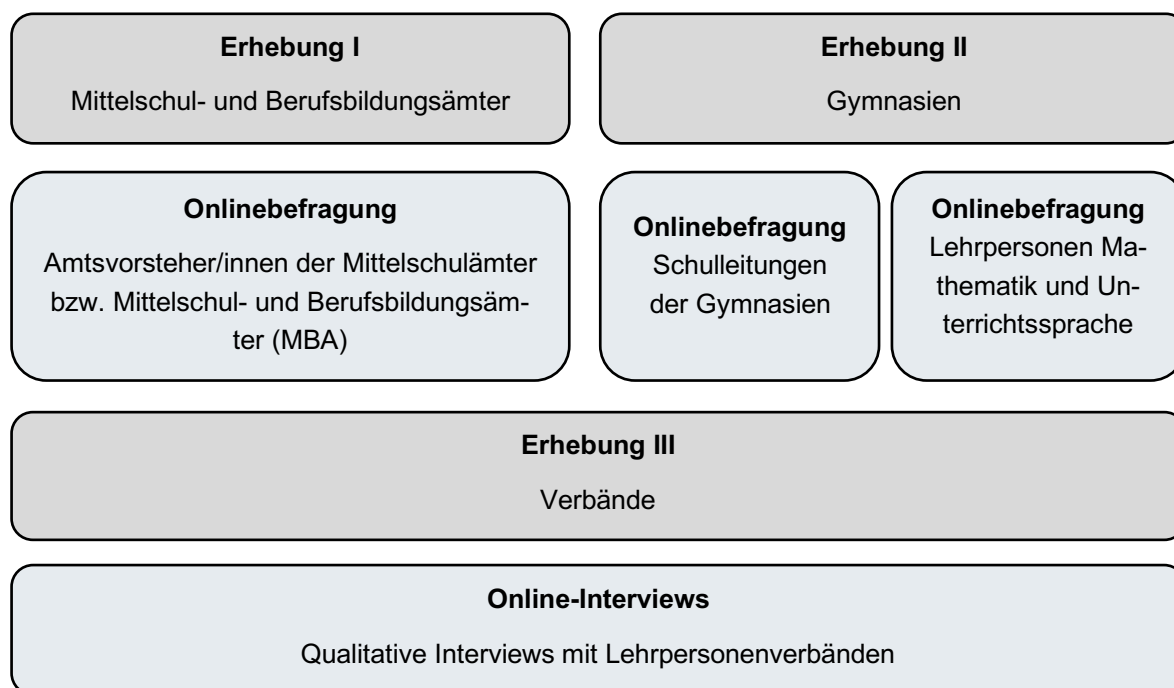 Erhebung I
Mittelschul- und Berufsbildungsämter
Erhebung II
Gymnasien
Onlinebefragung
Amtsvorsteher/innen der Mittelschulämter
bzw. Mittelschul- und Berufsbildungsäm-
ter (MBA)
Onlinebefragung
Schulleitungen
der Gymnasien
Onlinebefragung
Lehrpersonen Ma-
thematik und Un-
terrichtssprache
Erhebung III
Verbände
Online-Interviews
Qualitative Interviews mit Lehrpersonenverbänden